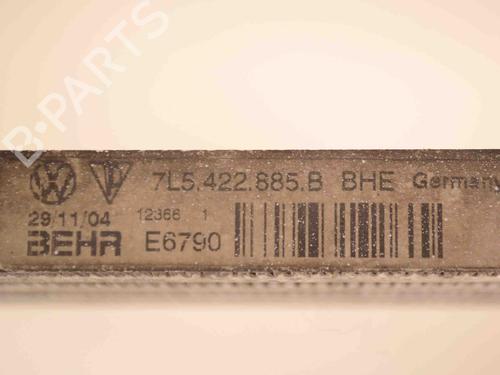 B-PARTS
7L5.422.885.B BHE Germany
29/11/04 12366 1
BEHR E6790